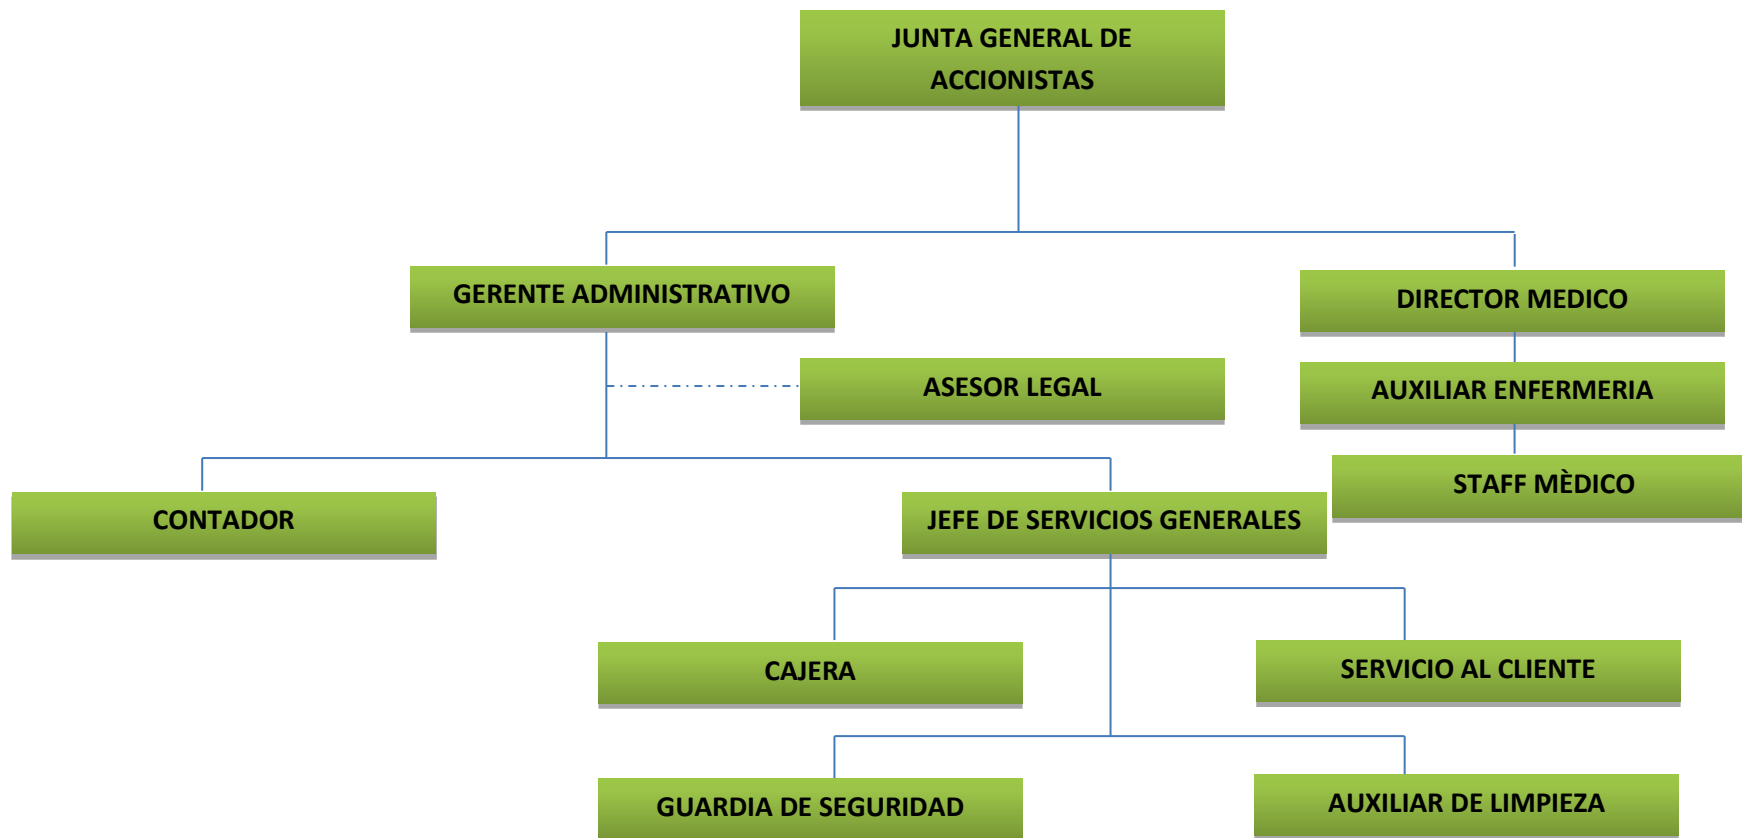 JUNTA GENERAL DE
ACCIONISTAS
GERENTE ADMINISTRATIVO
DIRECTOR MEDICO
ASESOR LEGAL
AUXILIAR ENFERMERIA
STAFF MÈDICO
CONTADOR
JEFE DE SERVICIOS GENERALES
CAJERA
SERVICIO AL CLIENTE
GUARDIA DE SEGURIDAD
AUXILIAR DE LIMPIEZA